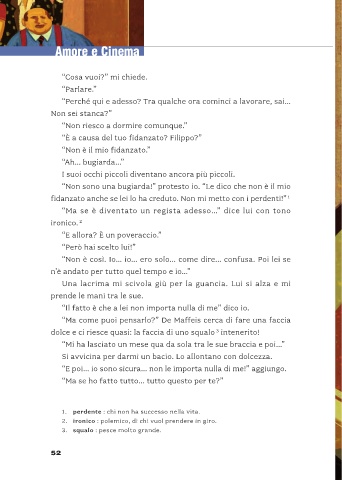 Amore e Cinema
“Cosa vuoi?” mi chiede.
“Parlare.”
“Perché qui e adesso? Tra qualche ora cominci a lavorare, sai...
Non sei stanca?”
“Non riesco a dormire comunque.”
“È a causa del tuo fidanzato? Filippo?”
“Non è il mio fidanzato.”
“Ah... bugiarda...”
I suoi occhi piccoli diventano ancora più piccoli.
“Non sono una bugiarda!” protesto io. “Le dico che non è il mio
fidanzato anche se lei lo ha creduto. Non mi metto con i perdenti!” 1
“Ma se è diventato un regista adesso...” dice lui con tono
ironico. 2
“E allora? È un poveraccio.”
“Però hai scelto lui!”
“Non è così. Io... io... ero solo... come dire... confusa. Poi lei se
n’è andato per tutto quel tempo e io...”
Una lacrima mi scivola giù per la guancia. Lui si alza e mi
prende le mani tra le sue.
“Il fatto è che a lei non importa nulla di me” dico io.
“Ma come puoi pensarlo?” De Maffeis cerca di fare una faccia
dolce e ci riesce quasi: la faccia di uno squalo 3 intenerito!
“Mi ha lasciato un mese qua da sola tra le sue braccia e poi...”
Si avvicina per darmi un bacio. Lo allontano con dolcezza.
“E poi... io sono sicura... non le importa nulla di me!” aggiungo.
“Ma se ho fatto tutto... tutto questo per te?”
1. perdente : chi non ha successo nella vita.
2. ironico : polemico, di chi vuol prendere in giro.
3. squalo : pesce molto grande.
52